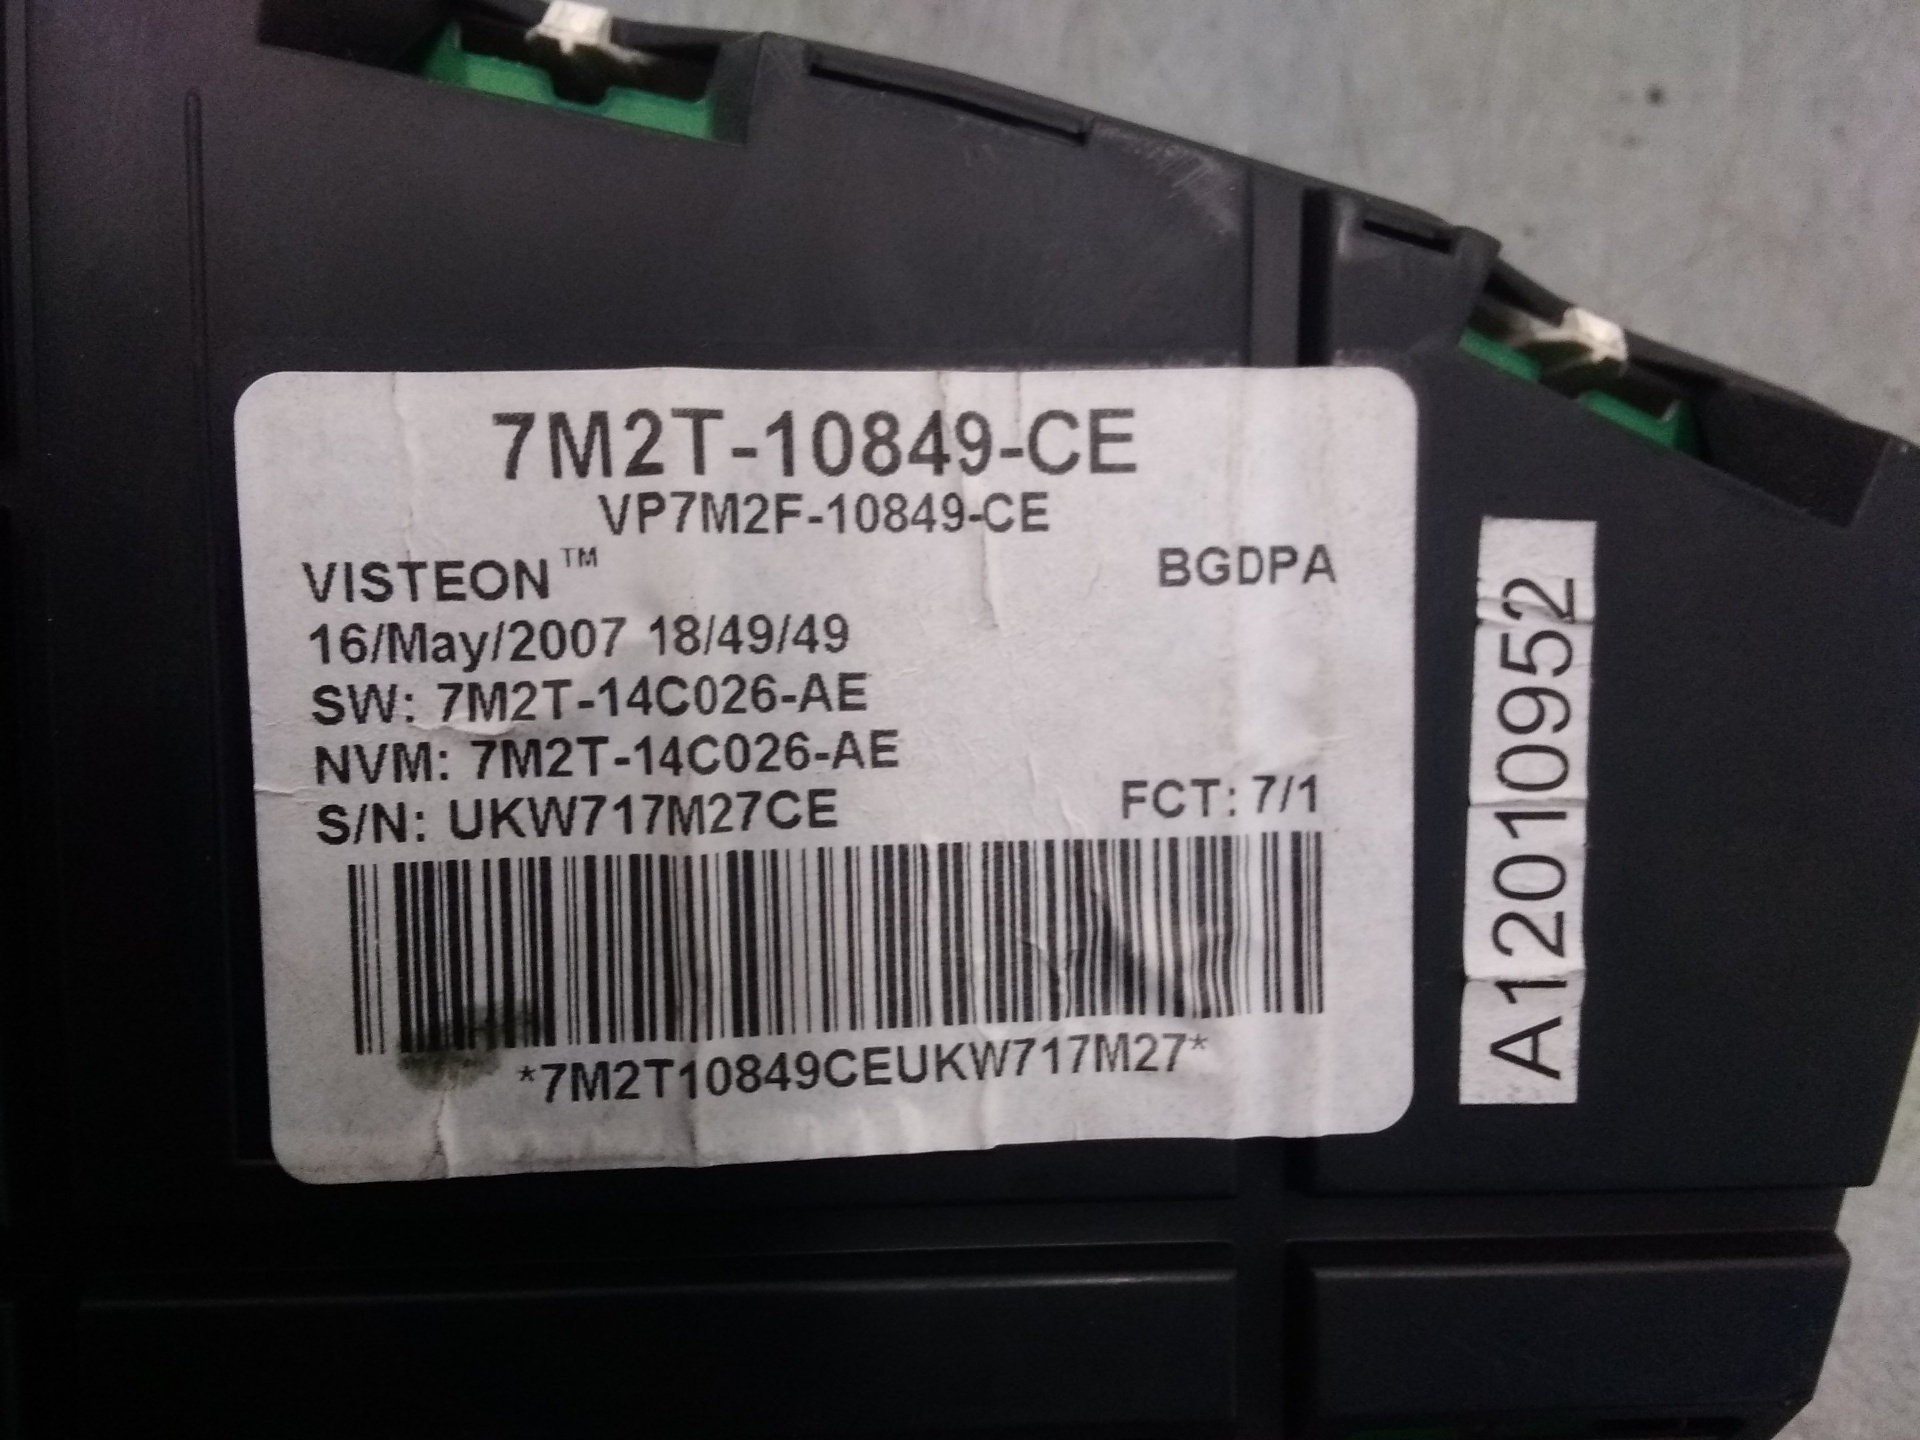 7M2T-10849-CE
VP7M2F-10849-CE
VISTEON™ BGDPA
16/May/2007 18/49/49
SW: 7M2T-14C026-AE
NVM: 7M2T-14C026-AE
S/N: UKW717M27CE FCT: 7/1
*7M2T10849CEUKW717M27*
A12010952